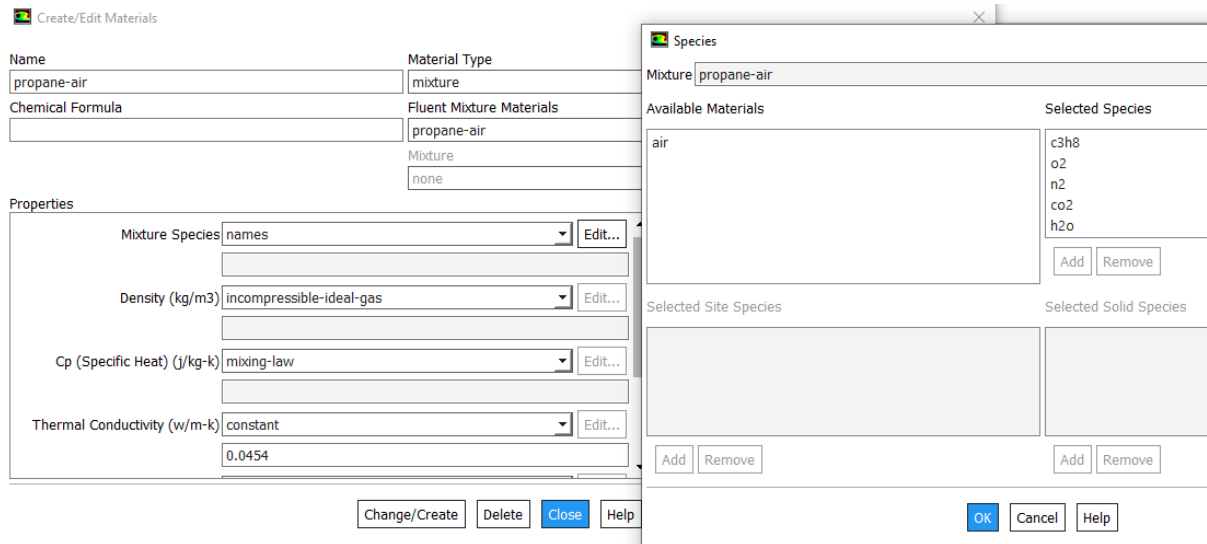 Create/Edit Materials
Name
propane-air
Material Type
mixture
Chemical Formula
Fluent Mixture Materials
propane-air
Mixture
none
Properties
Mixture Species names Edit...
Density (kg/m3) incompressible-ideal-gas Edit...
Cp (Specific Heat) (j/kg-k) mixing-law Edit...
Thermal Conductivity (w/m-k) constant Edit...
0.0454
Change/Create Delete Close Help
Species
Mixture propane-air
Available Materials
air
Selected Species
c3h8
o2
n2
co2
h2o
Add Remove
Selected Site Species
Selected Solid Species
Add Remove
Add Remove
OK Cancel Help